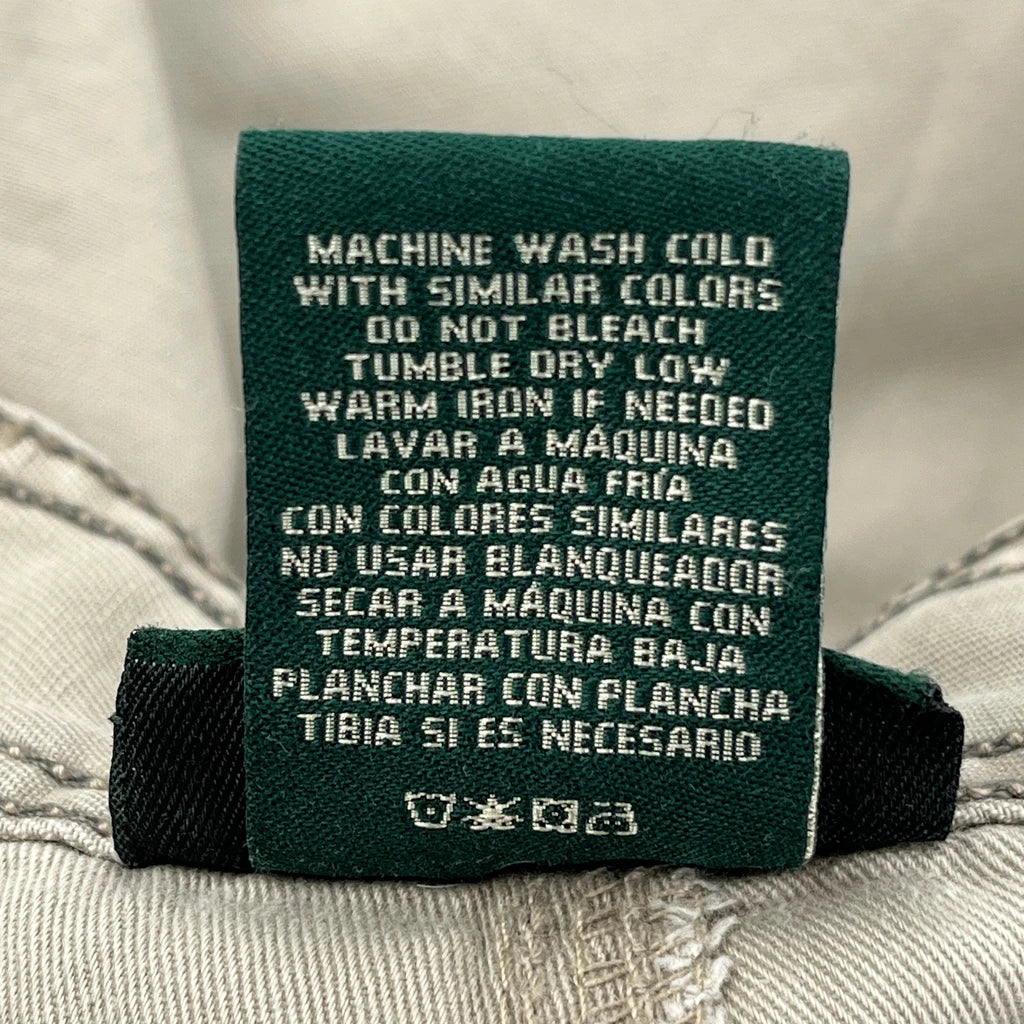 MACHINE WASH COLD
WITH SIMILAR COLORS
DO NOT BLEACH
TUMBLE DRY LOW
WARM IRON IF NEEDED
LAVAR A MÁQUINA
CON AGUA FRÍA
CON COLORES SIMILARES
NO USAR BLANQUEADOR
SECAR A MÁQUINA CON
TEMPERATURA BAJA
PLANCHAR CON PLANCHA
TIBIA SI ES NECESARIO